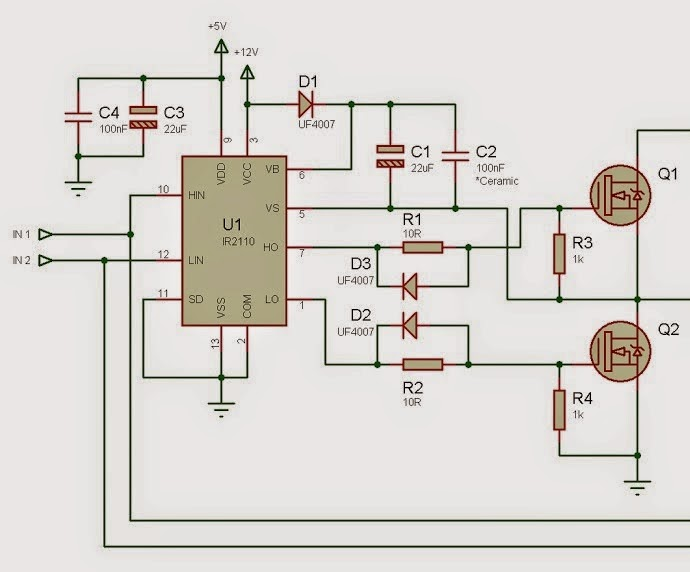 +5V
+12V
D1
UF4007
C4
100nF
C3
22uF
C1
22uF
C2
100nF
*Ceramic
9
3
VDD
VCC
VB
6
10
HIN
VS
5
U1
IR2110
IN 1
IN 2
12
LIN
HO
7
11
SD
VSS
COM
LO
1
13
2
R1
10R
D3
UF4007
D2
UF4007
R2
10R
R3
1k
Q1
Q2
R4
1k